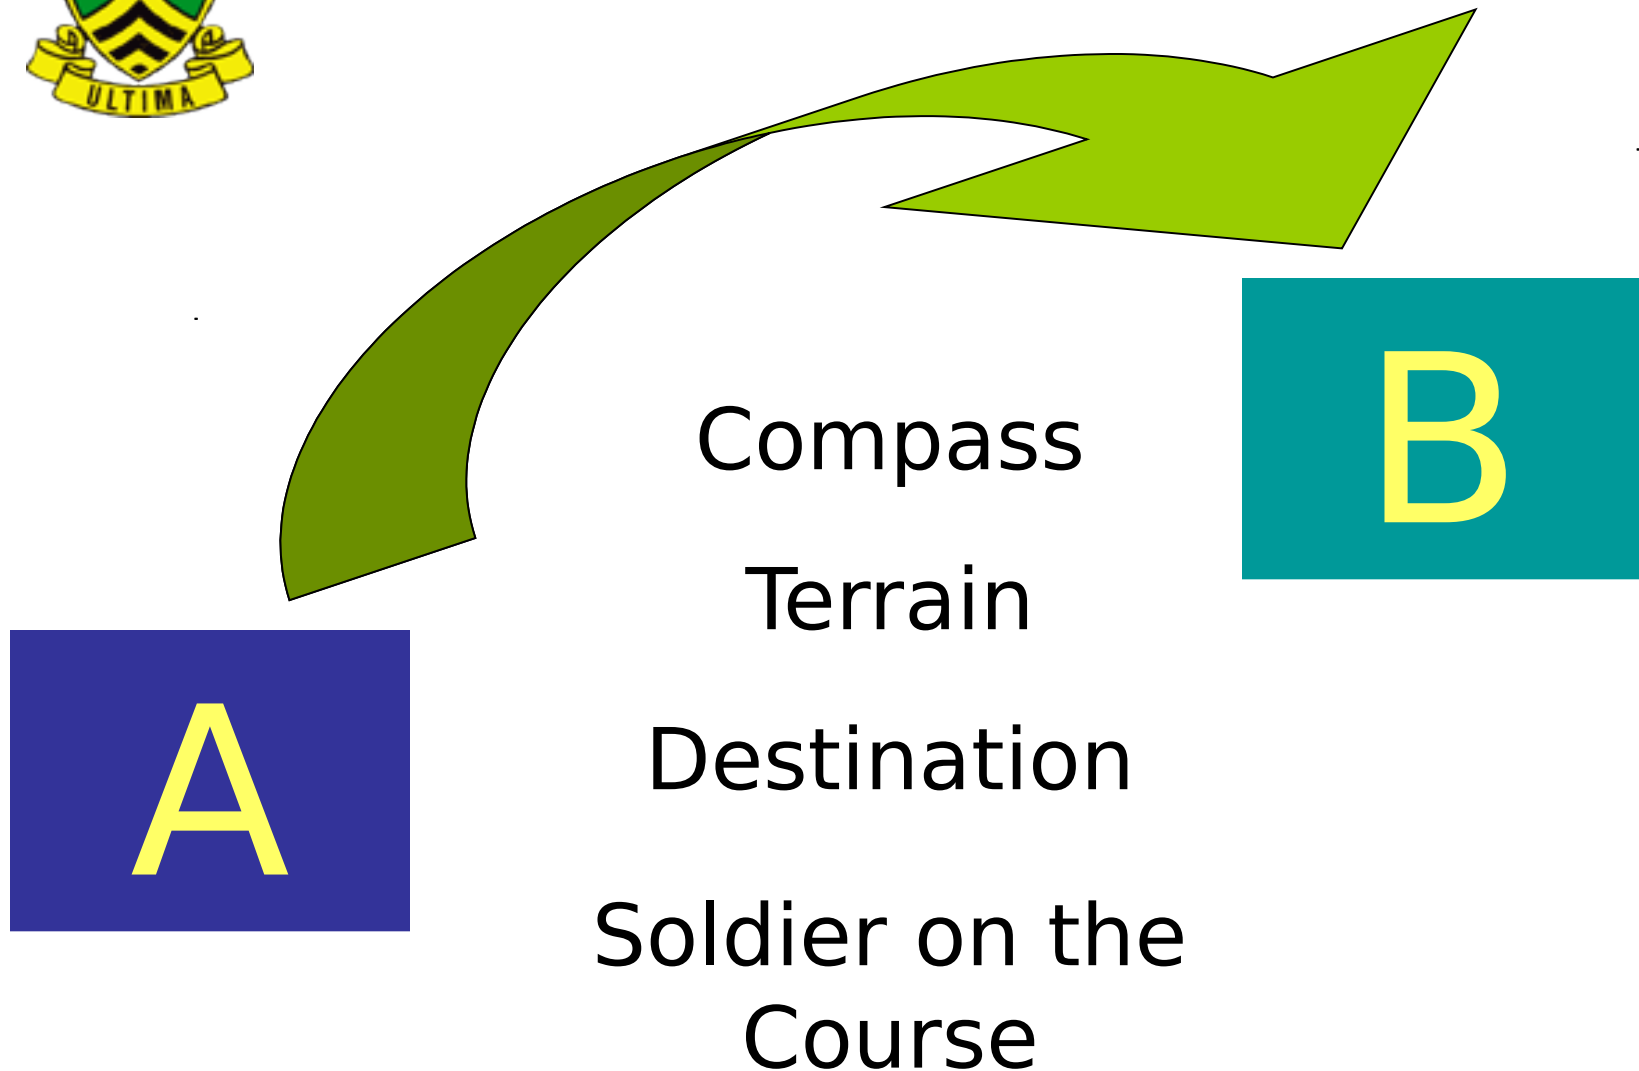 ULTIMA
B
Compass
Terrain
A
Destination
Soldier on the
Course